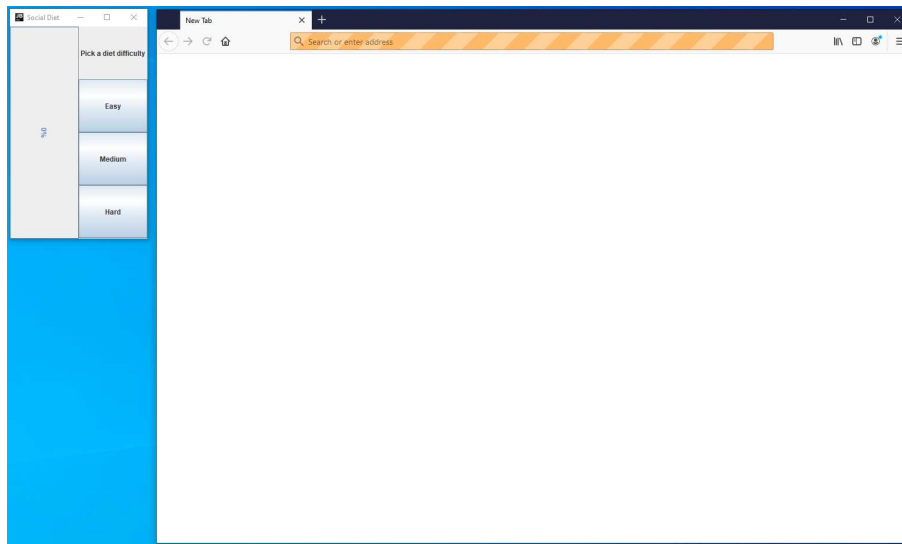 Social Diet
Pick a diet difficulty
Easy
Medium
Hard
%0
New Tab
Search or enter address